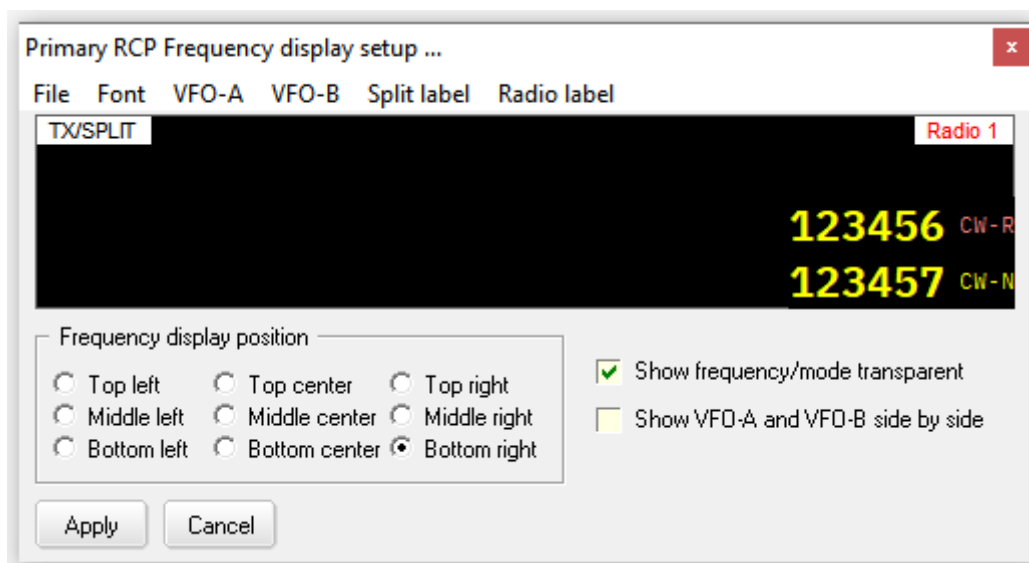 Primary RCP Frequency display setup ...
x
File Font VFO-A VFO-B Split label Radio label
TX/SPLIT Radio 1
123456 CW-R
123457 CW-N
Frequency display position
Top left Top center Top right
Middle left Middle center Middle right
Bottom left Bottom center Bottom right
Show frequency/mode transparent
Show VFO-A and VFO-B side by side
Apply Cancel